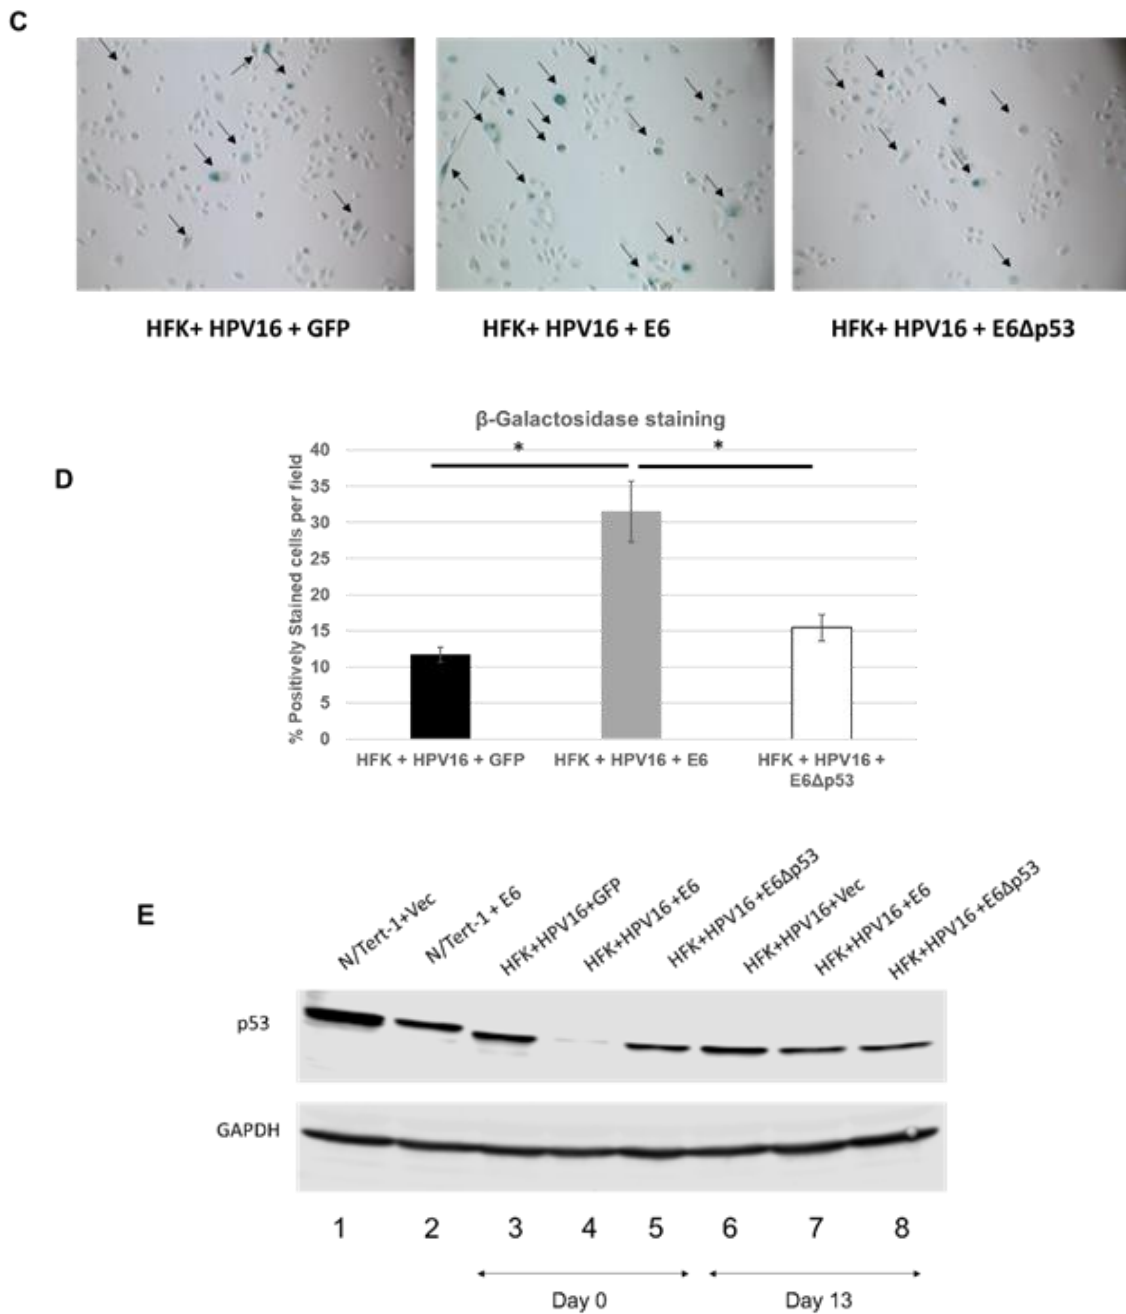 C
HFK+ HPV16 + GFP
HFK+ HPV16 + E6
HFK+ HPV16 + E6Δp53
D
β-Galactosidase staining
% Positively Stained cells per field
40
35
30
25
20
15
10
5
0
*
*
HFK + HPV16 + GFP
HFK + HPV16 + E6
HFK + HPV16 +
E6Δp53
E
N/Tert-1+Vec
N/Tert-1 + E6
HFK+HPV16+GFP
HFK+HPV16+E6
HFK+HPV16+E6Δp53
HFK+HPV16+Vec
HFK+HPV16+E6
HFK+HPV16+E6Δp53
p53
GAPDH
1 2 3 4 5 6 7 8
Day 0
Day 13